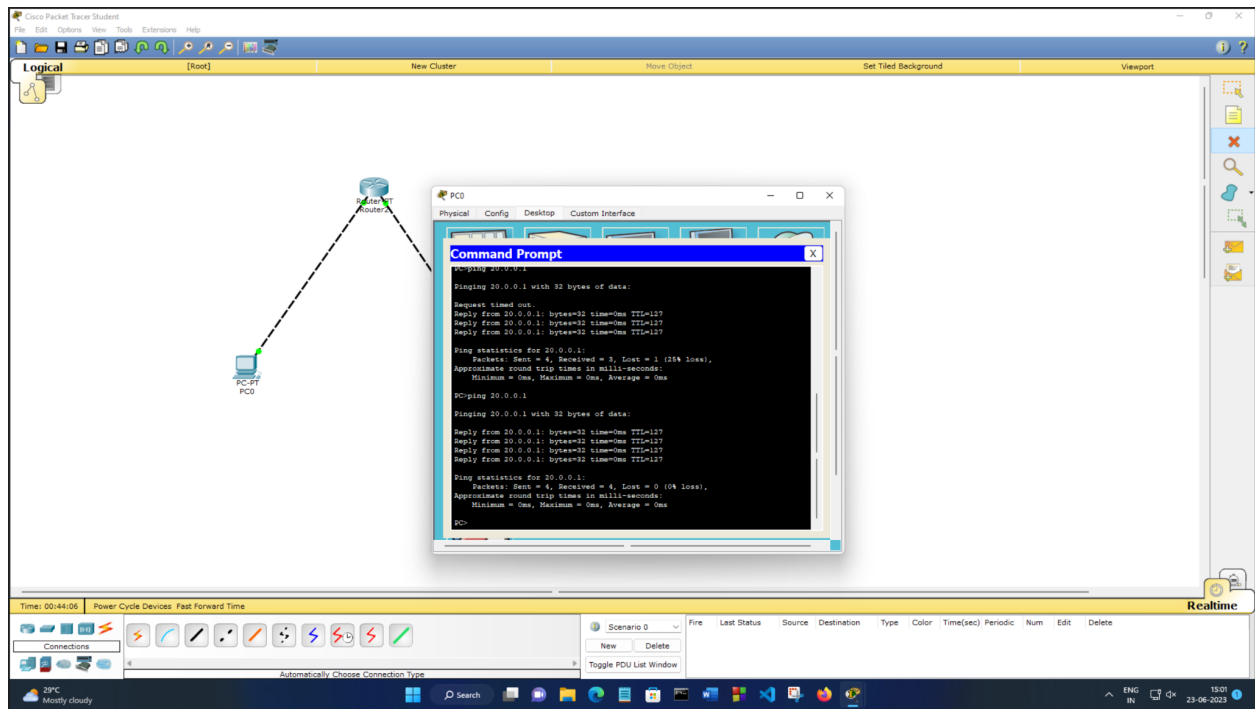 Cisco Packet Tracer Student
File Edit Options View Tools Extensions Help
Logical [Root] New Cluster Move Object Set Tiled Background Viewport
Router-PT
Router2
PC-PT
PC0
PC0
Physical Config Desktop Custom Interface
Command Prompt X
PC>ping 20.0.0.1
Pinging 20.0.0.1 with 32 bytes of data:
Request timed out.
Reply from 20.0.0.1: bytes=32 time=0ms TTL=127
Reply from 20.0.0.1: bytes=32 time=0ms TTL=127
Reply from 20.0.0.1: bytes=32 time=0ms TTL=127
Ping statistics for 20.0.0.1:
Packets: Sent = 4, Received = 3, Lost = 1 (25% loss),
Approximate round trip times in milli-seconds:
Minimum = 0ms, Maximum = 0ms, Average = 0ms
PC>ping 20.0.0.1
Pinging 20.0.0.1 with 32 bytes of data:
Reply from 20.0.0.1: bytes=32 time=0ms TTL=127
Reply from 20.0.0.1: bytes=32 time=0ms TTL=127
Reply from 20.0.0.1: bytes=32 time=0ms TTL=127
Reply from 20.0.0.1: bytes=32 time=0ms TTL=127
Ping statistics for 20.0.0.1:
Packets: Sent = 4, Received = 4, Lost = 0 (0% loss),
Approximate round trip times in milli-seconds:
Minimum = 0ms, Maximum = 0ms, Average = 0ms
PC>
Time: 00:44:06 Power Cycle Devices Fast Forward Time Realtime
Scenario 0 Fire Last Status Source Destination Type Color Time(sec) Periodic Num Edit Delete
Connections New Delete
Toggle PDU List Window
Automatically Choose Connection Type
29°C
Mostly cloudy
Search
ENG
IN
15:01
23-06-2023
1